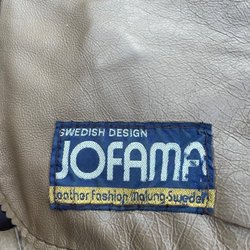 SWEDISH DESIGN
JOFAMA
Leather Fashion Malung-Sweden